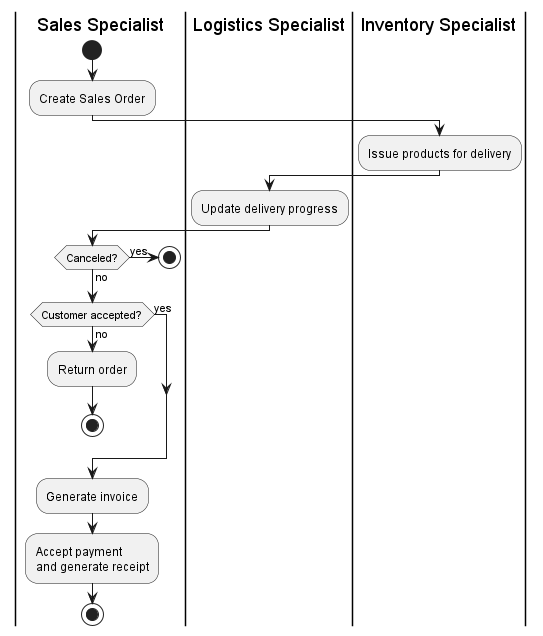 Sales Specialist
Logistics Specialist
Inventory Specialist
Create Sales Order
Issue products for delivery
Update delivery progress
Canceled?
yes
no
Customer accepted?
yes
no
Return order
Generate invoice
Accept payment
and generate receipt